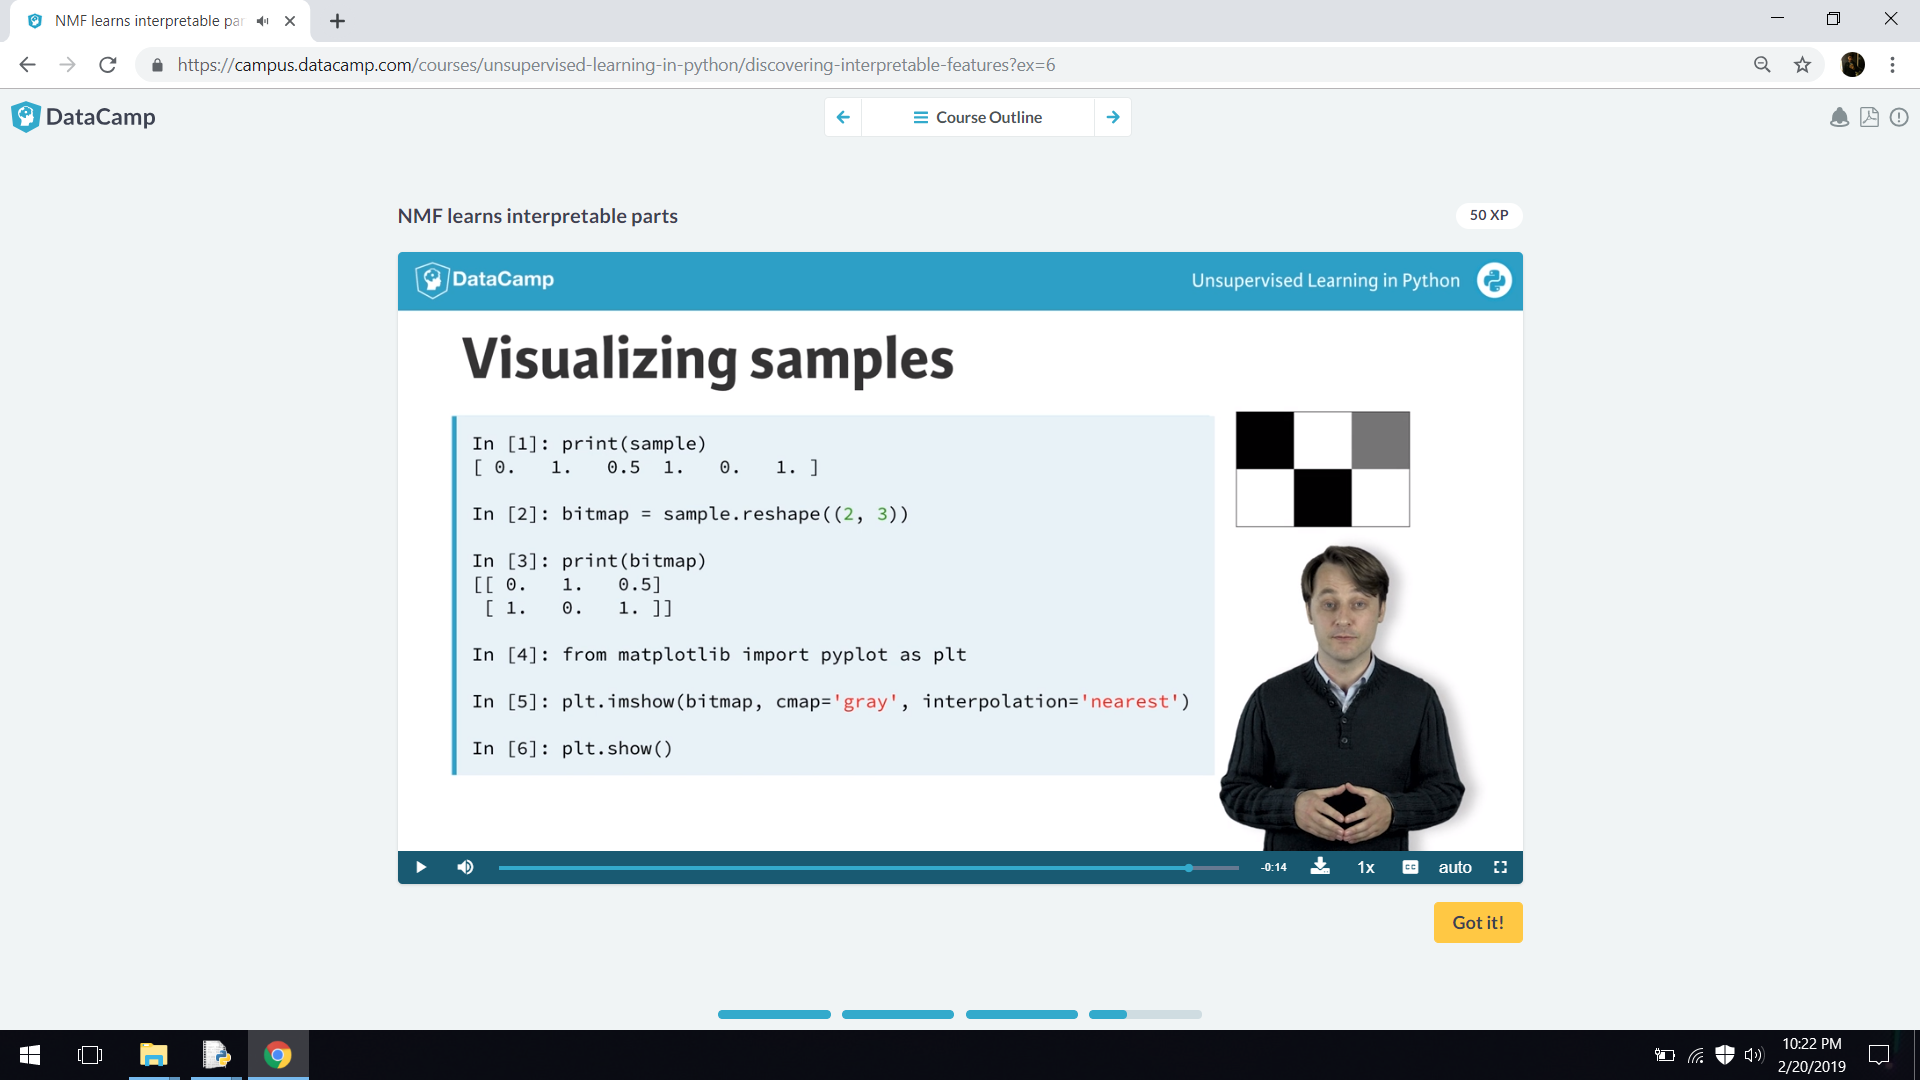 NMF learns interpretable par
https://campus.datacamp.com/courses/unsupervised-learning-in-python/discovering-interpretable-features?ex=6
DataCamp
Course Outline
NMF learns interpretable parts
50 XP
DataCamp
Unsupervised Learning in Python
Visualizing samples
In [1]: print(sample)
[ 0. 1. 0.5 1. 0. 1. ]
In [2]: bitmap = sample.reshape((2, 3))
In [3]: print(bitmap)
[[ 0. 1. 0.5]
[ 1. 0. 1. ]]
In [4]: from matplotlib import pyplot as plt
In [5]: plt.imshow(bitmap, cmap='gray', interpolation='nearest')
In [6]: plt.show()
-0:14
1x
CC
auto
Got it!
10:22 PM
2/20/2019